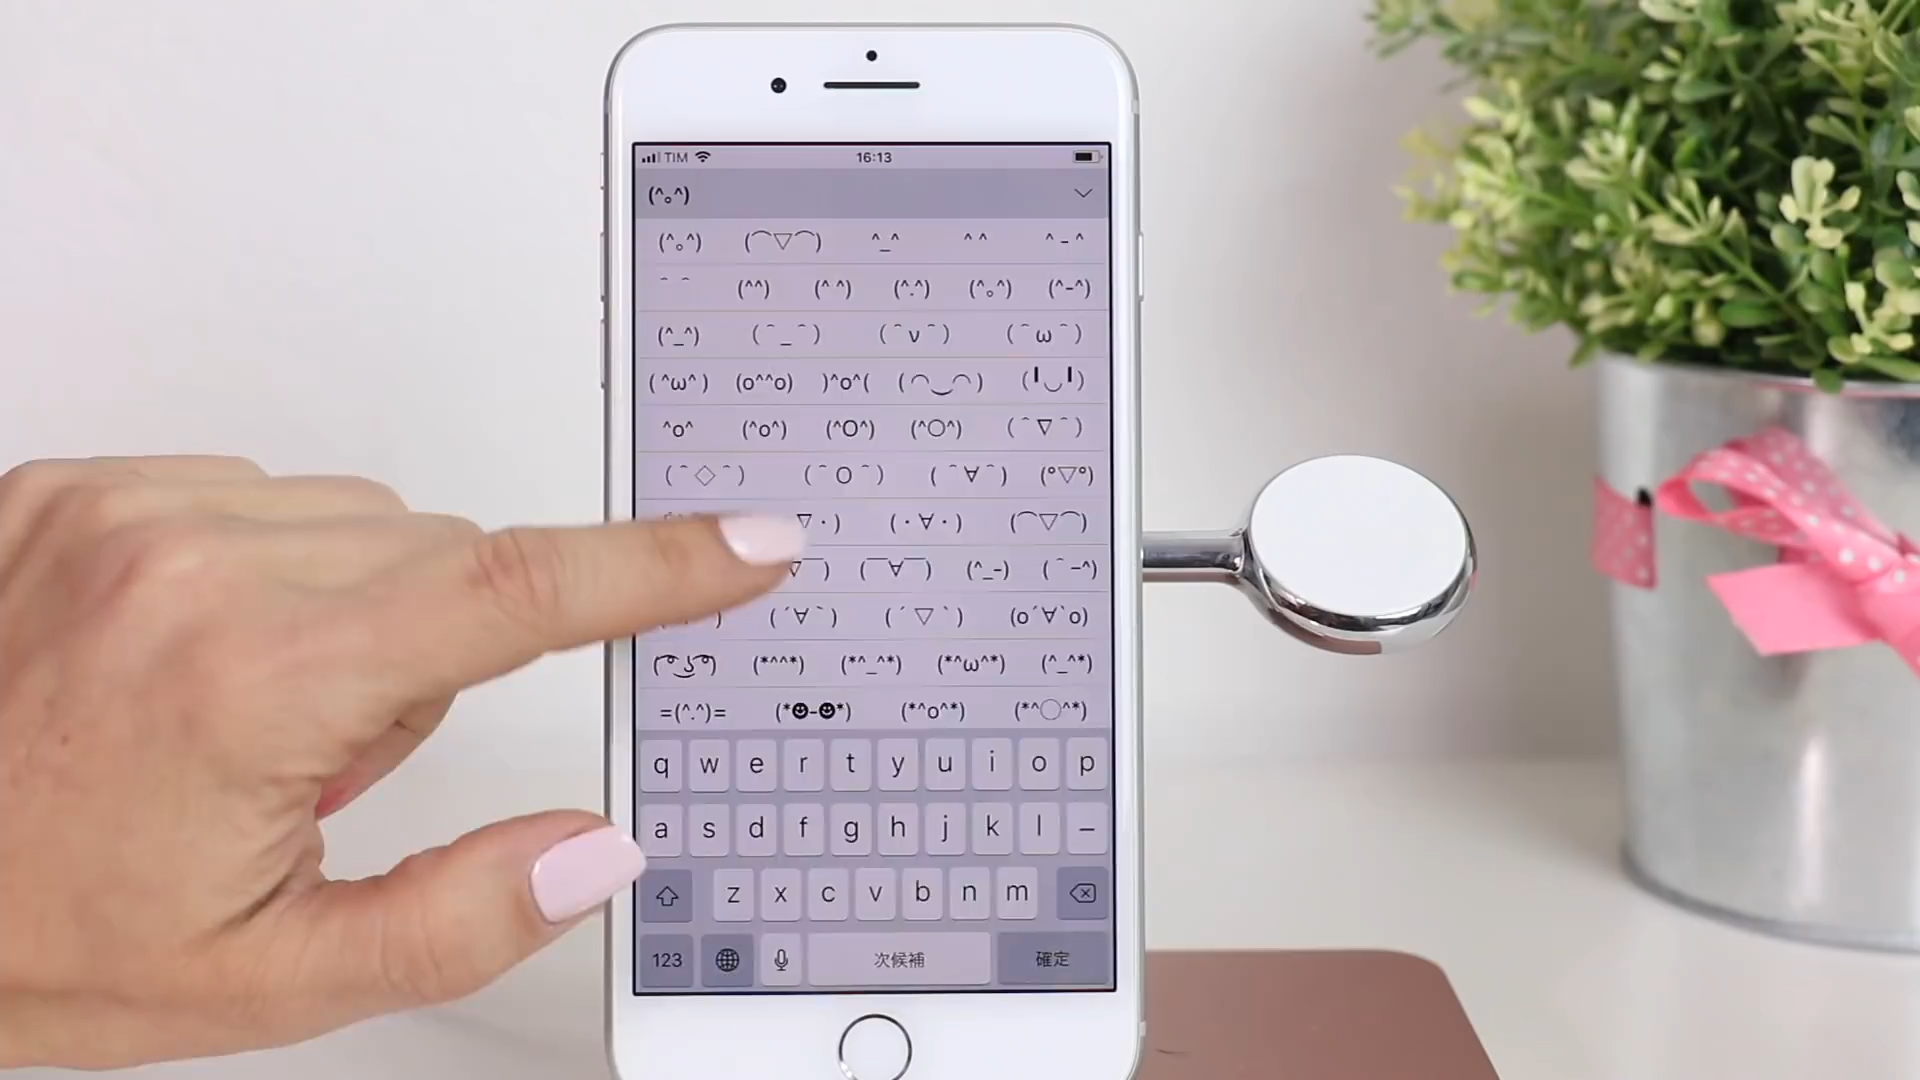 TIM 16:13
(^｡^)
(^｡^) (⌒▽⌒) ^_^ ^ ^ ^ - ^
＾ ＾ (^^) (^ ^) (^.^) (^｡^) (^-^)
(^_^) (＾_＾) (＾ν＾) (＾ω＾)
( ^ω^ ) (o^^o) )^o^( (◠‿◠) (╹◡╹)
^o^ (^o^) (^O^) (^○^) (＾∇＾)
(＾◇＾) (＾Ｏ＾) (＾∀＾) (°▽°)
∇・) (・∀・) (⌒▽⌒)
∇￣) (￣∀￣) (^_-) (＾−^)
(´∀｀) (´▽｀) (o´∀`o)
( ͡° ͜ʖ ͡°) (*^^*) (*^_^*) (*^ω^*) (^_^*)
=(^.^)= (*☻-☻*) (*^o^*) (*^◯^*)
q w e r t y u i o p
a s d f g h j k l –
z x c v b n m
123 次候補 確定